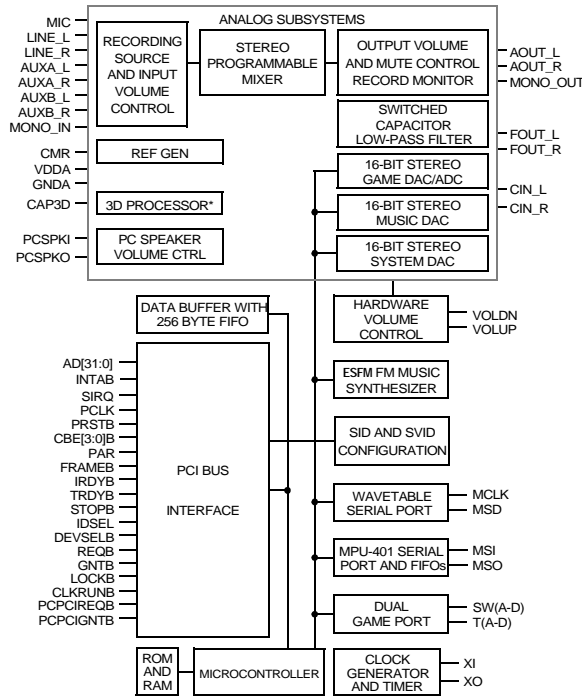 ANALOG SUBSYSTEMS
MIC
LINE_L
LINE_R
AUXA_L
AUXA_R
AUXB_L
AUXB_R
MONO_IN
RECORDING
SOURCE
AND INPUT
VOLUME
CONTROL
STEREO
PROGRAMMABLE
MIXER
OUTPUT VOLUME
AND MUTE CONTROL
RECORD MONITOR
AOUT_L
AOUT_R
MONO_OUT
SWITCHED
CAPACITOR
LOW-PASS FILTER
FOUT_L
FOUT_R
CMR
VDDA
GNDA
CAP3D
REF GEN
3D PROCESSOR*
16-BIT STEREO
GAME DAC/ADC
CIN_L
CIN_R
16-BIT STEREO
MUSIC DAC
PCSPKI
PCSPKO
PC SPEAKER
VOLUME CTRL
16-BIT STEREO
SYSTEM DAC
DATA BUFFER WITH
256 BYTE FIFO
HARDWARE
VOLUME
CONTROL
VOLDN
VOLUP
AD[31:0]
INTAB
SIRQ
PCLK
PRSTB
CBE[3:0]B
PAR
FRAMEB
IRDYB
TRDYB
STOPB
IDSEL
DEVSELB
REQB
GNTB
LOCKB
CLKRUNB
PCPCIREQB
PCPCIGNTB
PCI BUS
INTERFACE
ESFM FM MUSIC
SYNTHESIZER
SID AND SVID
CONFIGURATION
WAVETABLE
SERIAL PORT
MCLK
MSD
MPU-401 SERIAL
PORT AND FIFOs
MSI
MSO
DUAL
GAME PORT
SW(A-D)
T(A-D)
ROM
AND
RAM
MICROCONTROLLER
CLOCK
GENERATOR
AND TIMER
XI
XO